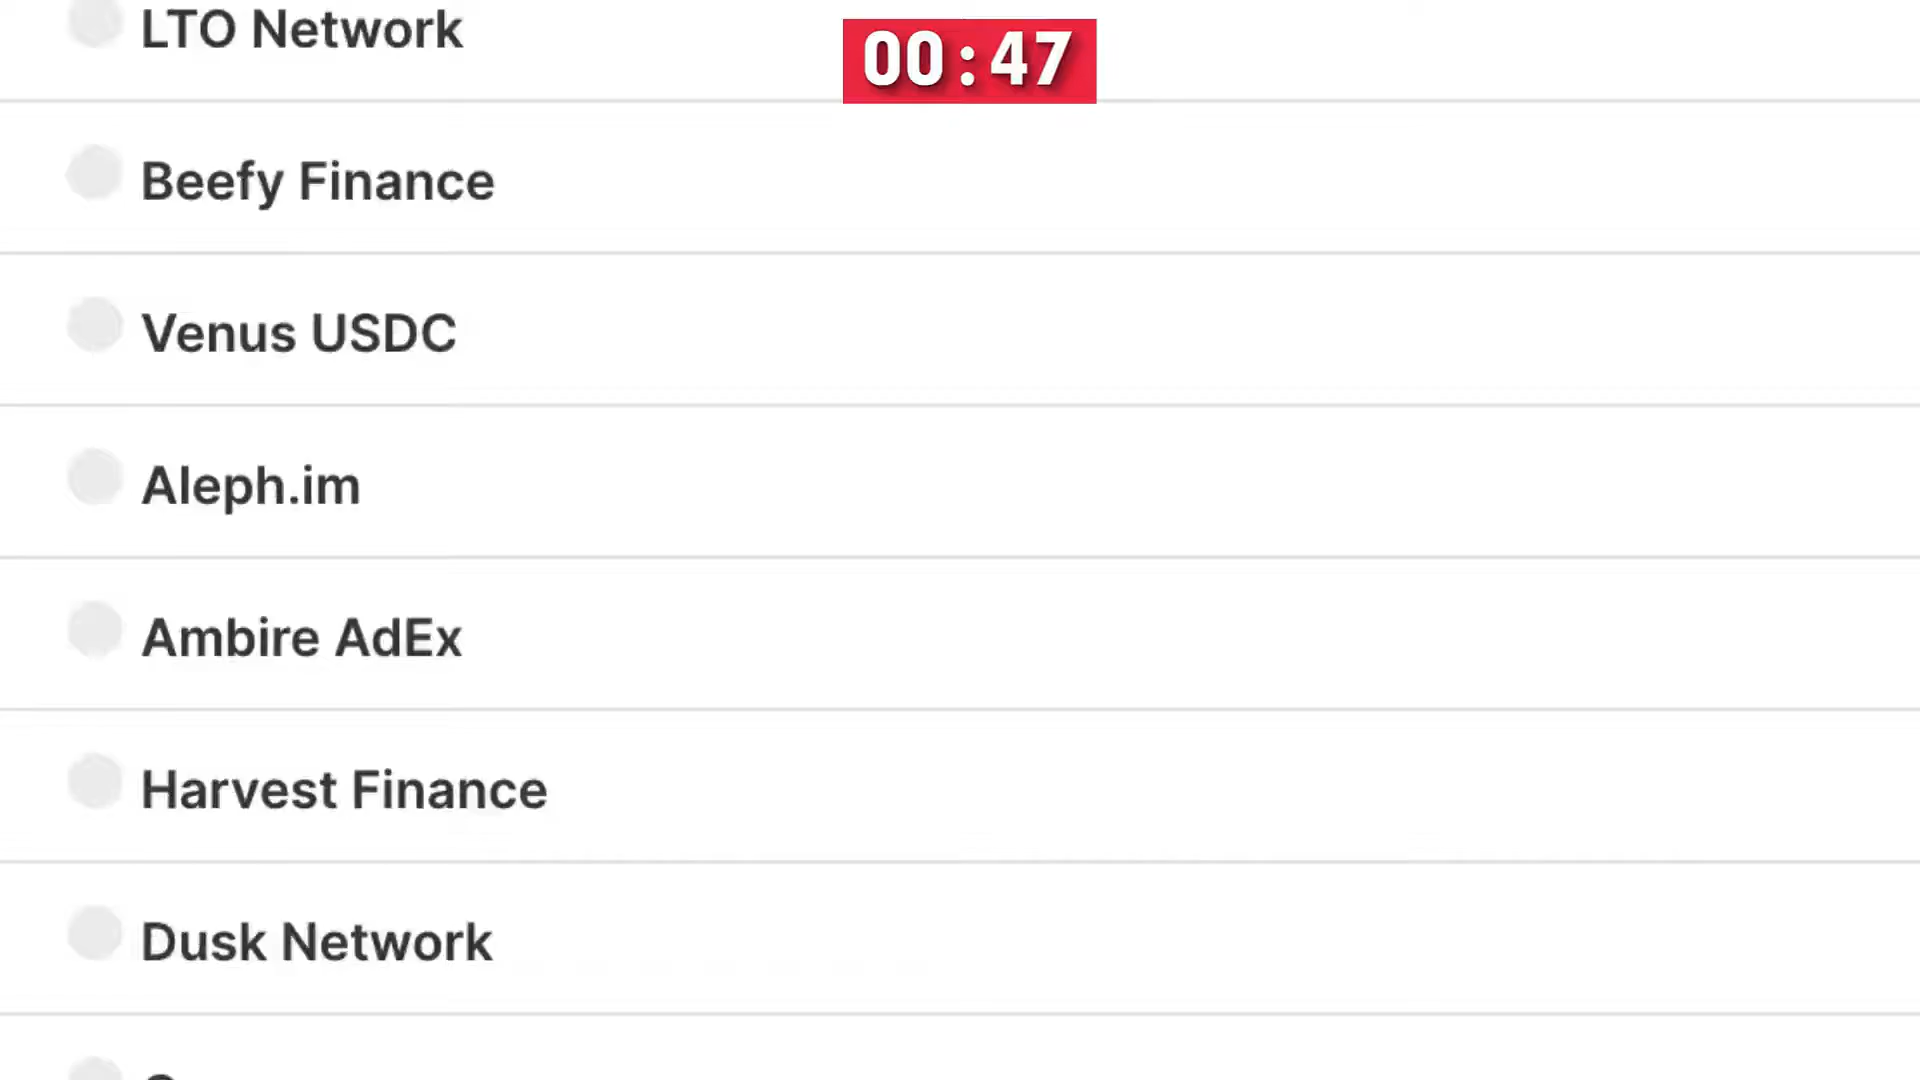 LTO Network
00:47
Beefy Finance
Venus USDC
Aleph.im
Ambire AdEx
Harvest Finance
Dusk Network